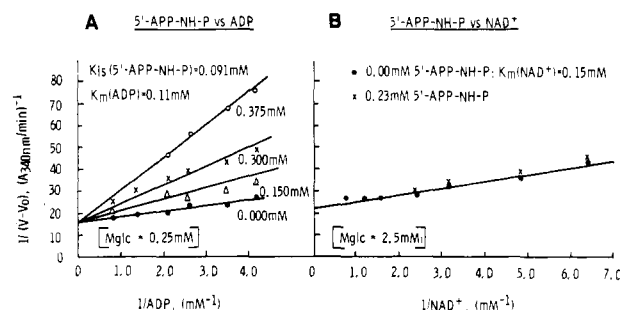 A 5'-APP-NH-P vs ADP
Kis (5'-APP-NH-P)=0.091mM
Km(ADP)=0.11mM
0.375mM
0.300mM
0.150mM
0.000mM
[Mgic = 0.25mM]
80
70
60
50
40
30
20
10
0
0 1.0 2.0 3.0 4.0 5.0
1/(V-Vo), (A340nm/min)⁻¹
1/ADP, (mM⁻¹)
B 5'-APP-NH-P vs NAD⁺
• 0.00mM 5'-APP-NH-P: Km(NAD⁺)=0.15mM
x 0.23mM 5'-APP-NH-P
[Mgic = 2.5mM]
0 1.0 2.0 3.0 4.0 5.0 6.0 7.0
1/NAD⁺, (mM⁻¹)